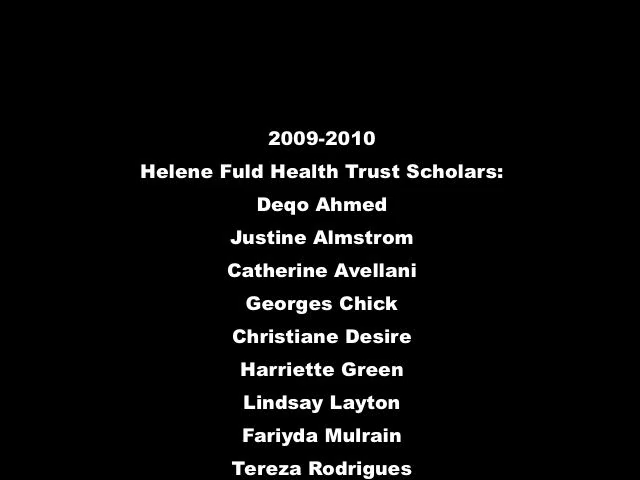 2009-2010
Helene Fuld Health Trust Scholars:
Deqo Ahmed
Justine Almstrom
Catherine Avellani
Georges Chick
Christiane Desire
Harriette Green
Lindsay Layton
Fariyda Mulrain
Tereza Rodrigues